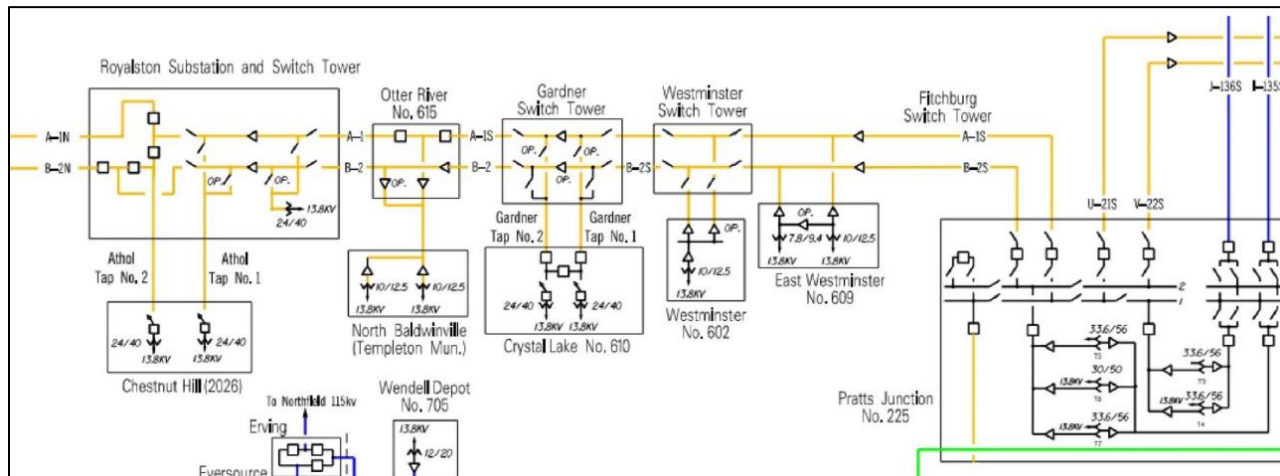 Royalston Substation and Switch Tower
A-1N
B-2N
OP.
OP.
13.8KV
24/40
A-1
B-2
Athol
Tap No. 2
Athol
Tap No. 1
24/40
13.8KV
24/40
13.8KV
Chestnut Hill (2026)
Otter River
No. 615
OP.
A-1S
B-2
10/12.5
10/12.5
13.8KV
13.8KV
North Baldwinville
(Templeton Mun.)
Gardner
Switch Tower
OP.
OP.
OP.
B-2S
Gardner
Tap No. 2
Gardner
Tap No. 1
24/40
24/40
13.8KV
13.8KV
Crystal Lake No. 610
Westminster
Switch Tower
OP.
10/12.5
13.8KV
Westminster
No. 602
OP.
7.8/9.4
10/12.5
13.8KV
13.8KV
East Westminster
No. 609
Fitchburg
Switch Tower
A-1S
B-2S
U-21S
V-22S
J-136S
2
1
33.6/56
T5
30/50
13.8KV
T6
33.6/56
13.8KV
T7
33.6/56
T3
33.6/56
13.8KV
T4
Pratts Junction
No. 225
To Northfield 115kv
Erving
Eversource
Wendell Depot
No. 705
13.8KV
12/20